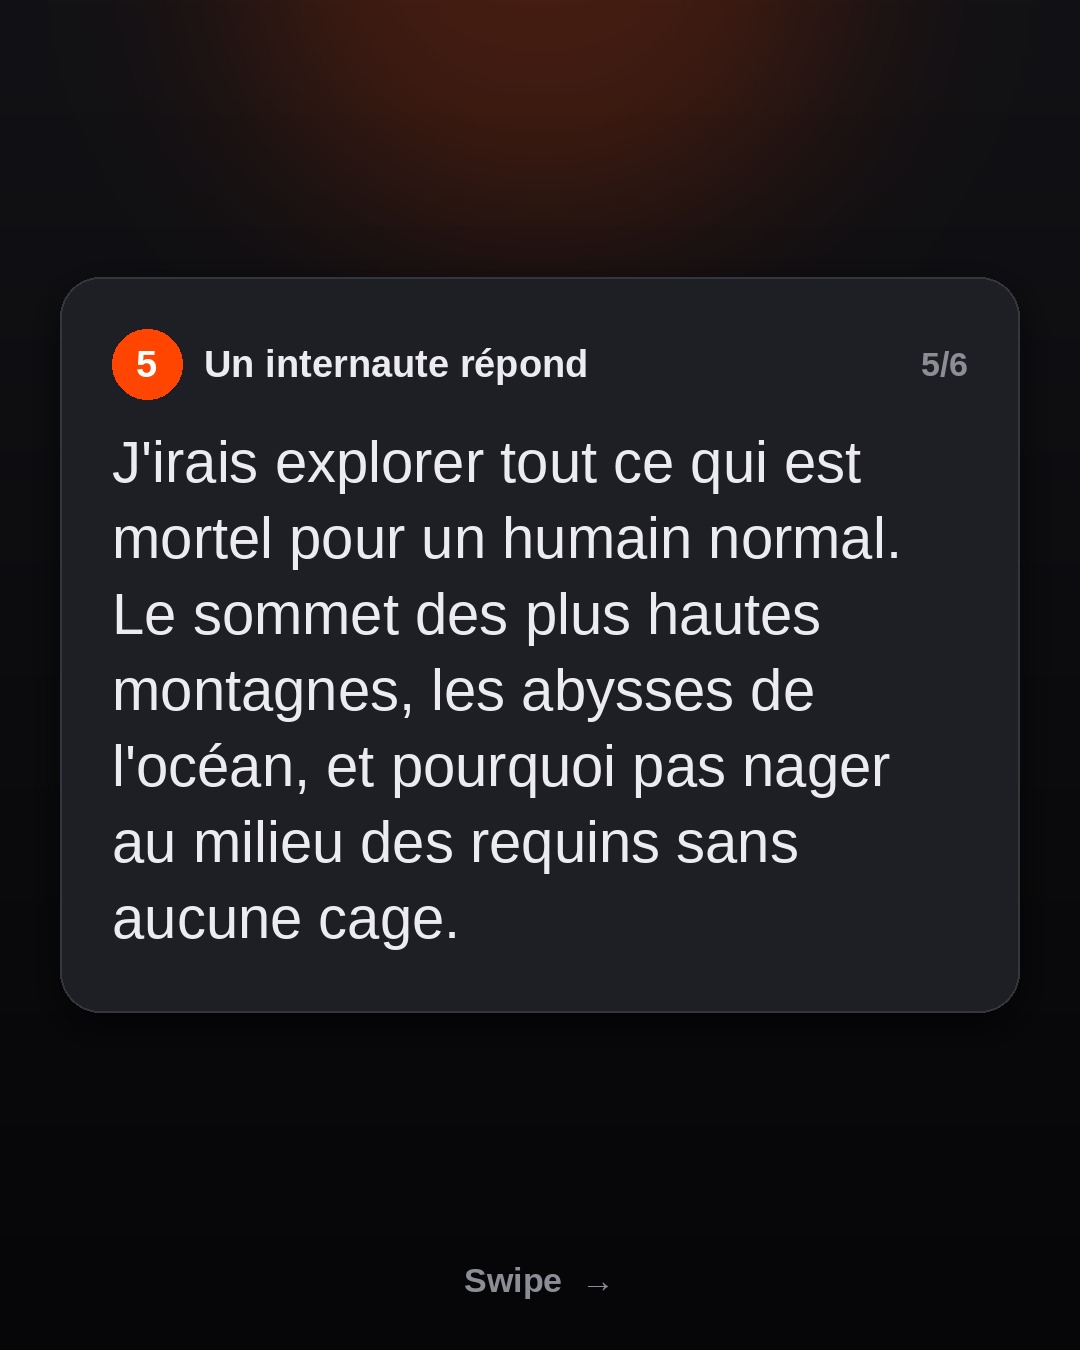 5 Un internaute répond 5/6
J'irais explorer tout ce qui est
mortel pour un humain normal.
Le sommet des plus hautes
montagnes, les abysses de
l'océan, et pourquoi pas nager
au milieu des requins sans
aucune cage.
Swipe →